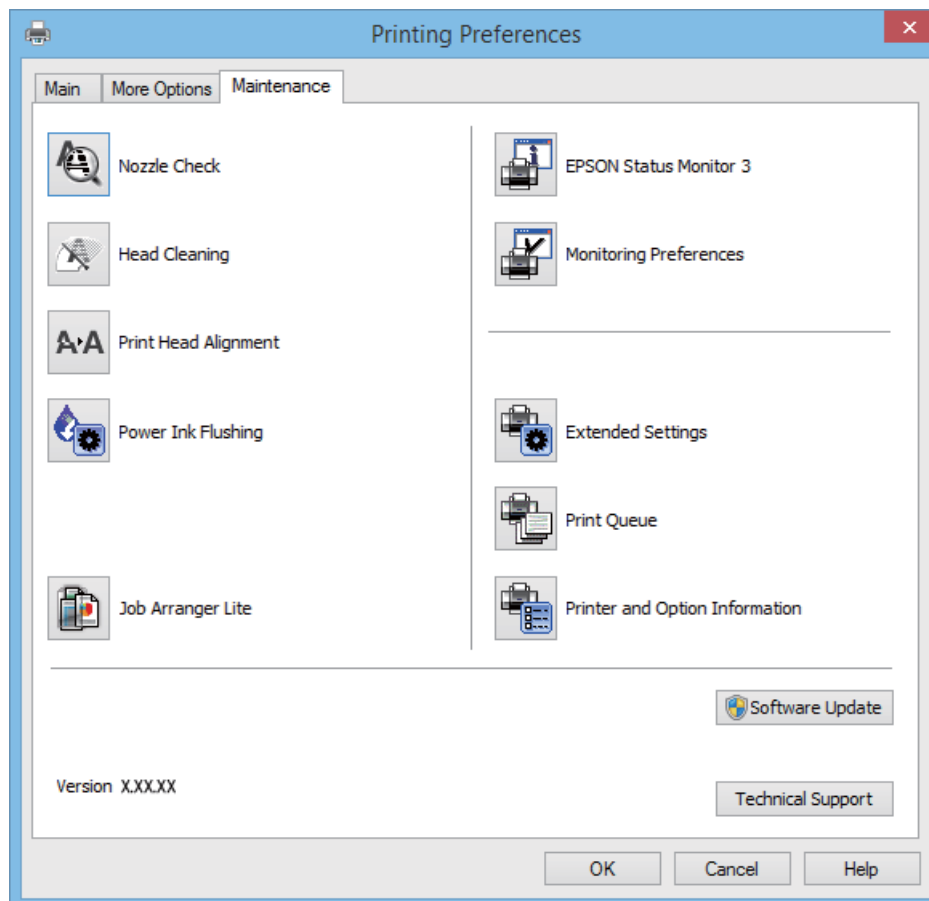 Printing Preferences
Main More Options Maintenance
Nozzle Check
EPSON Status Monitor 3
Head Cleaning
Monitoring Preferences
A A Print Head Alignment
Power Ink Flushing
Extended Settings
Print Queue
Job Arranger Lite
Printer and Option Information
Software Update
Version X.XX.XX
Technical Support
OK Cancel Help